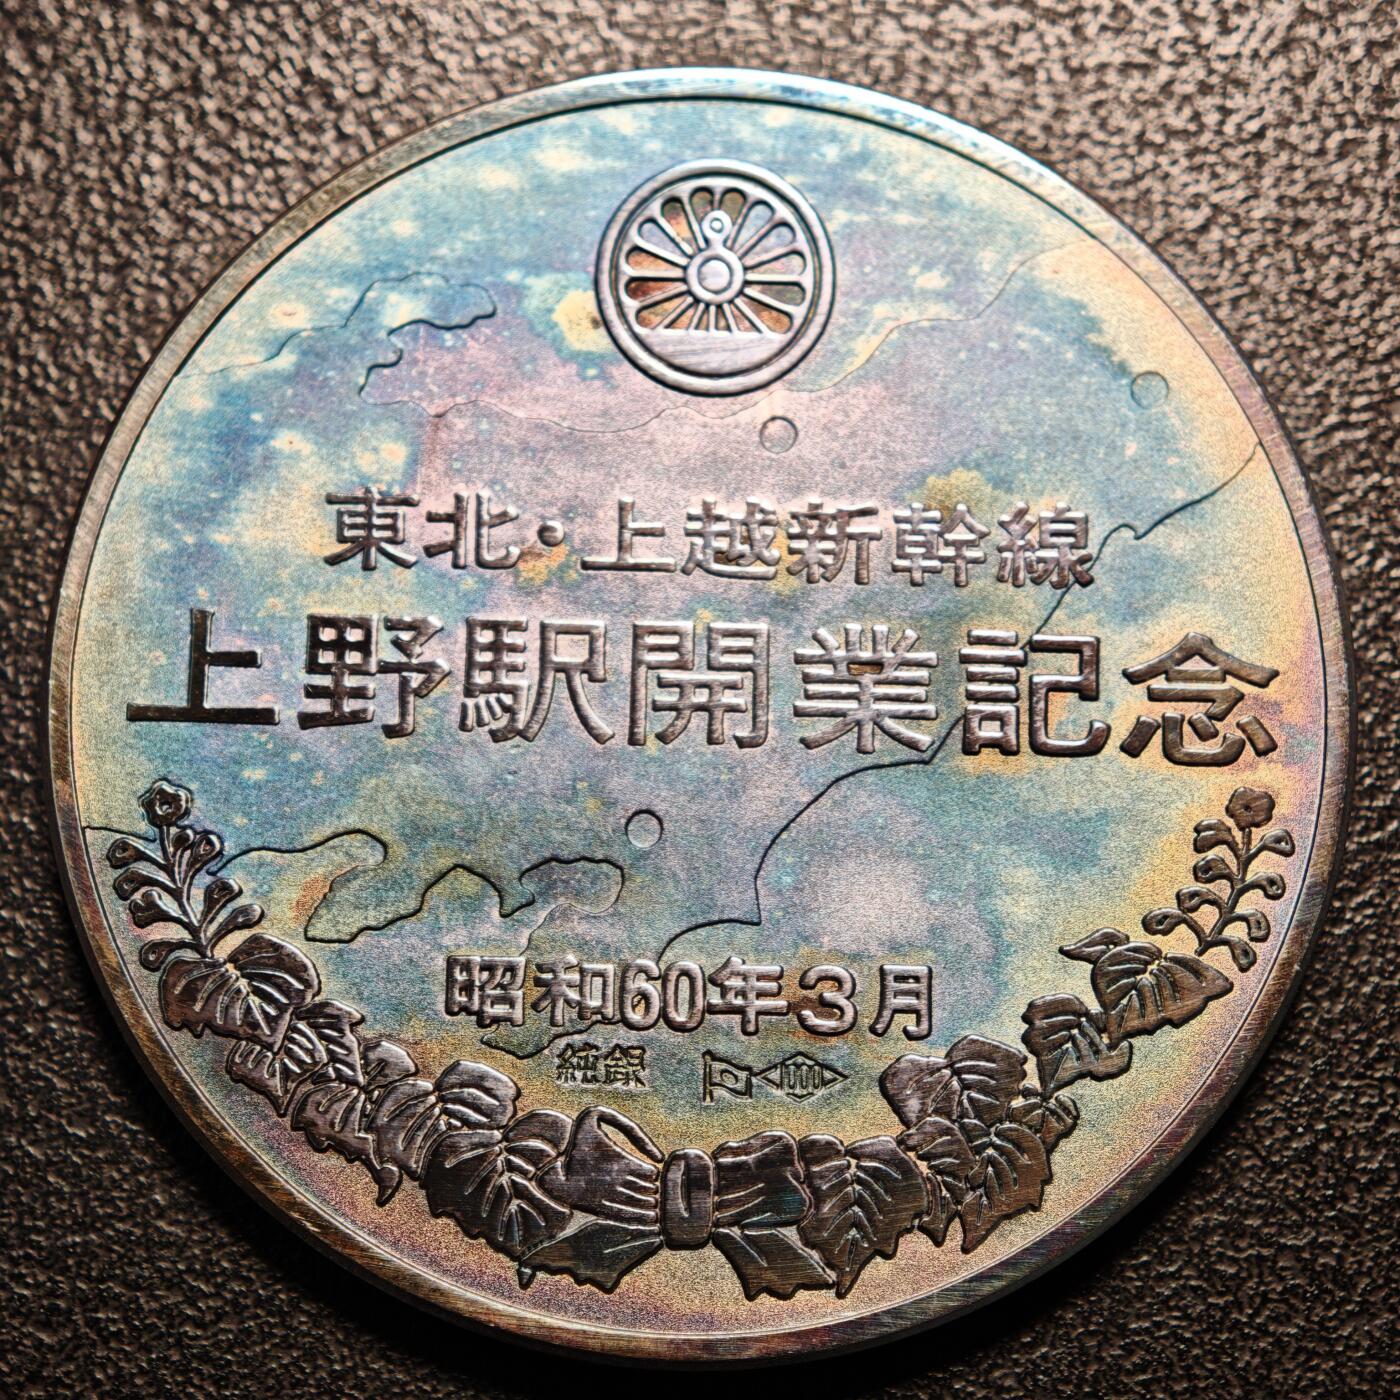 東北・上越新幹線
上野駅開業記念
昭和60年3月
純銀